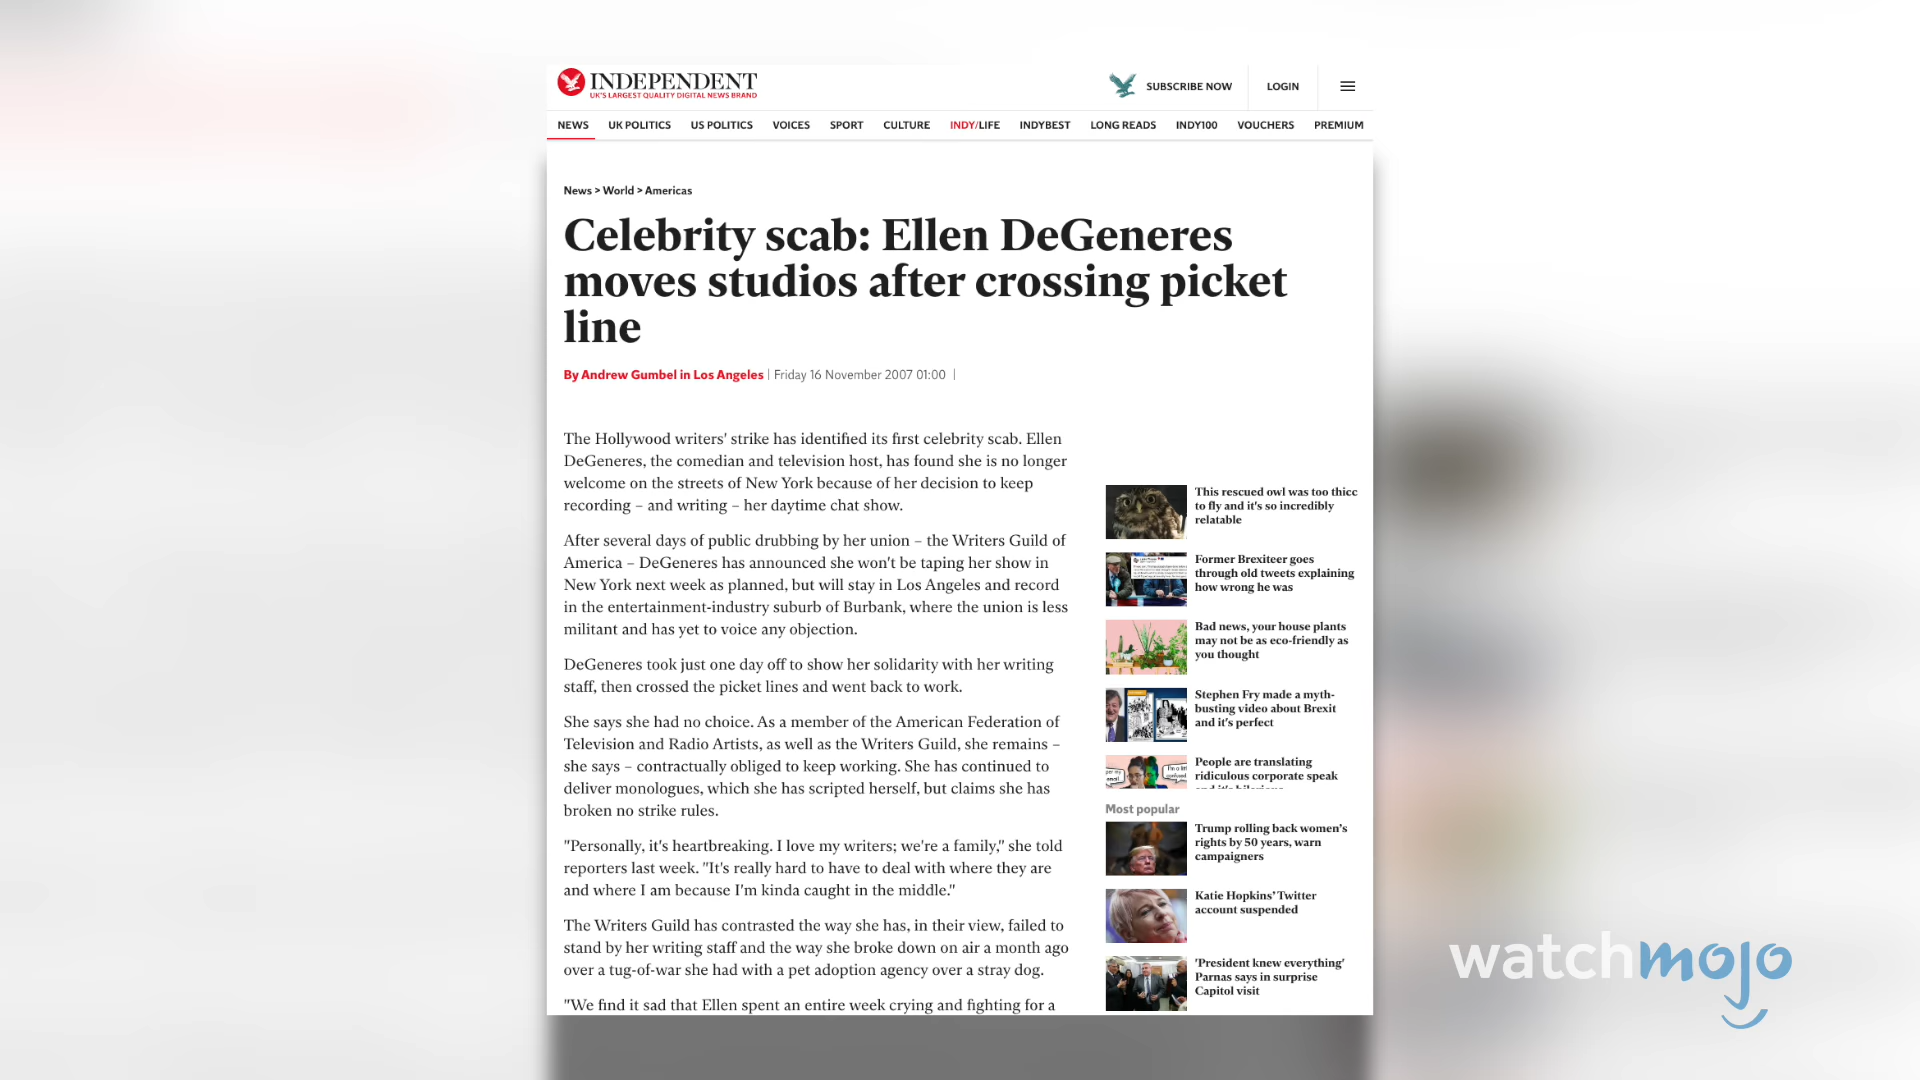 INDEPENDENT
UK'S LARGEST QUALITY DIGITAL NEWS BRAND
SUBSCRIBE NOW
LOGIN
NEWS UK POLITICS US POLITICS VOICES SPORT CULTURE INDY/LIFE INDYBEST LONG READS INDY100 VOUCHERS PREMIUM
News > World > Americas
Celebrity scab: Ellen DeGeneres
moves studios after crossing picket
line
By Andrew Gumbel in Los Angeles | Friday 16 November 2007 01:00 |
The Hollywood writers' strike has identified its first celebrity scab. Ellen
DeGeneres, the comedian and television host, has found she is no longer
welcome on the streets of New York because of her decision to keep
recording – and writing – her daytime chat show.
After several days of public drubbing by her union – the Writers Guild of
America – DeGeneres has announced she won't be taping her show in
New York next week as planned, but will stay in Los Angeles and record
in the entertainment-industry suburb of Burbank, where the union is less
militant and has yet to voice any objection.
DeGeneres took just one day off to show her solidarity with her writing
staff, then crossed the picket lines and went back to work.
She says she had no choice. As a member of the American Federation of
Television and Radio Artists, as well as the Writers Guild, she remains –
she says – contractually obliged to keep working. She has continued to
deliver monologues, which she has scripted herself, but claims she has
broken no strike rules.
"Personally, it's heartbreaking. I love my writers; we're a family," she told
reporters last week. "It's really hard to have to deal with where they are
and where I am because I'm kinda caught in the middle."
The Writers Guild has contrasted the way she has, in their view, failed to
stand by her writing staff and the way she broke down on air a month ago
over a tug-of-war she had with a pet adoption agency over a stray dog.
"We find it sad that Ellen spent an entire week crying and fighting for a
This rescued owl was too thicc
to fly and it's so incredibly
relatable
Former Brexiteer goes
through old tweets explaining
how wrong he was
Bad news, your house plants
may not be as eco-friendly as
you thought
Stephen Fry made a myth-
busting video about Brexit
and it's perfect
People are translating
ridiculous corporate speak
Most popular
Trump rolling back women's
rights by 50 years, warn
campaigners
Katie Hopkins' Twitter
account suspended
'President knew everything'
Parnas says in surprise
Capitol visit
watchmojo